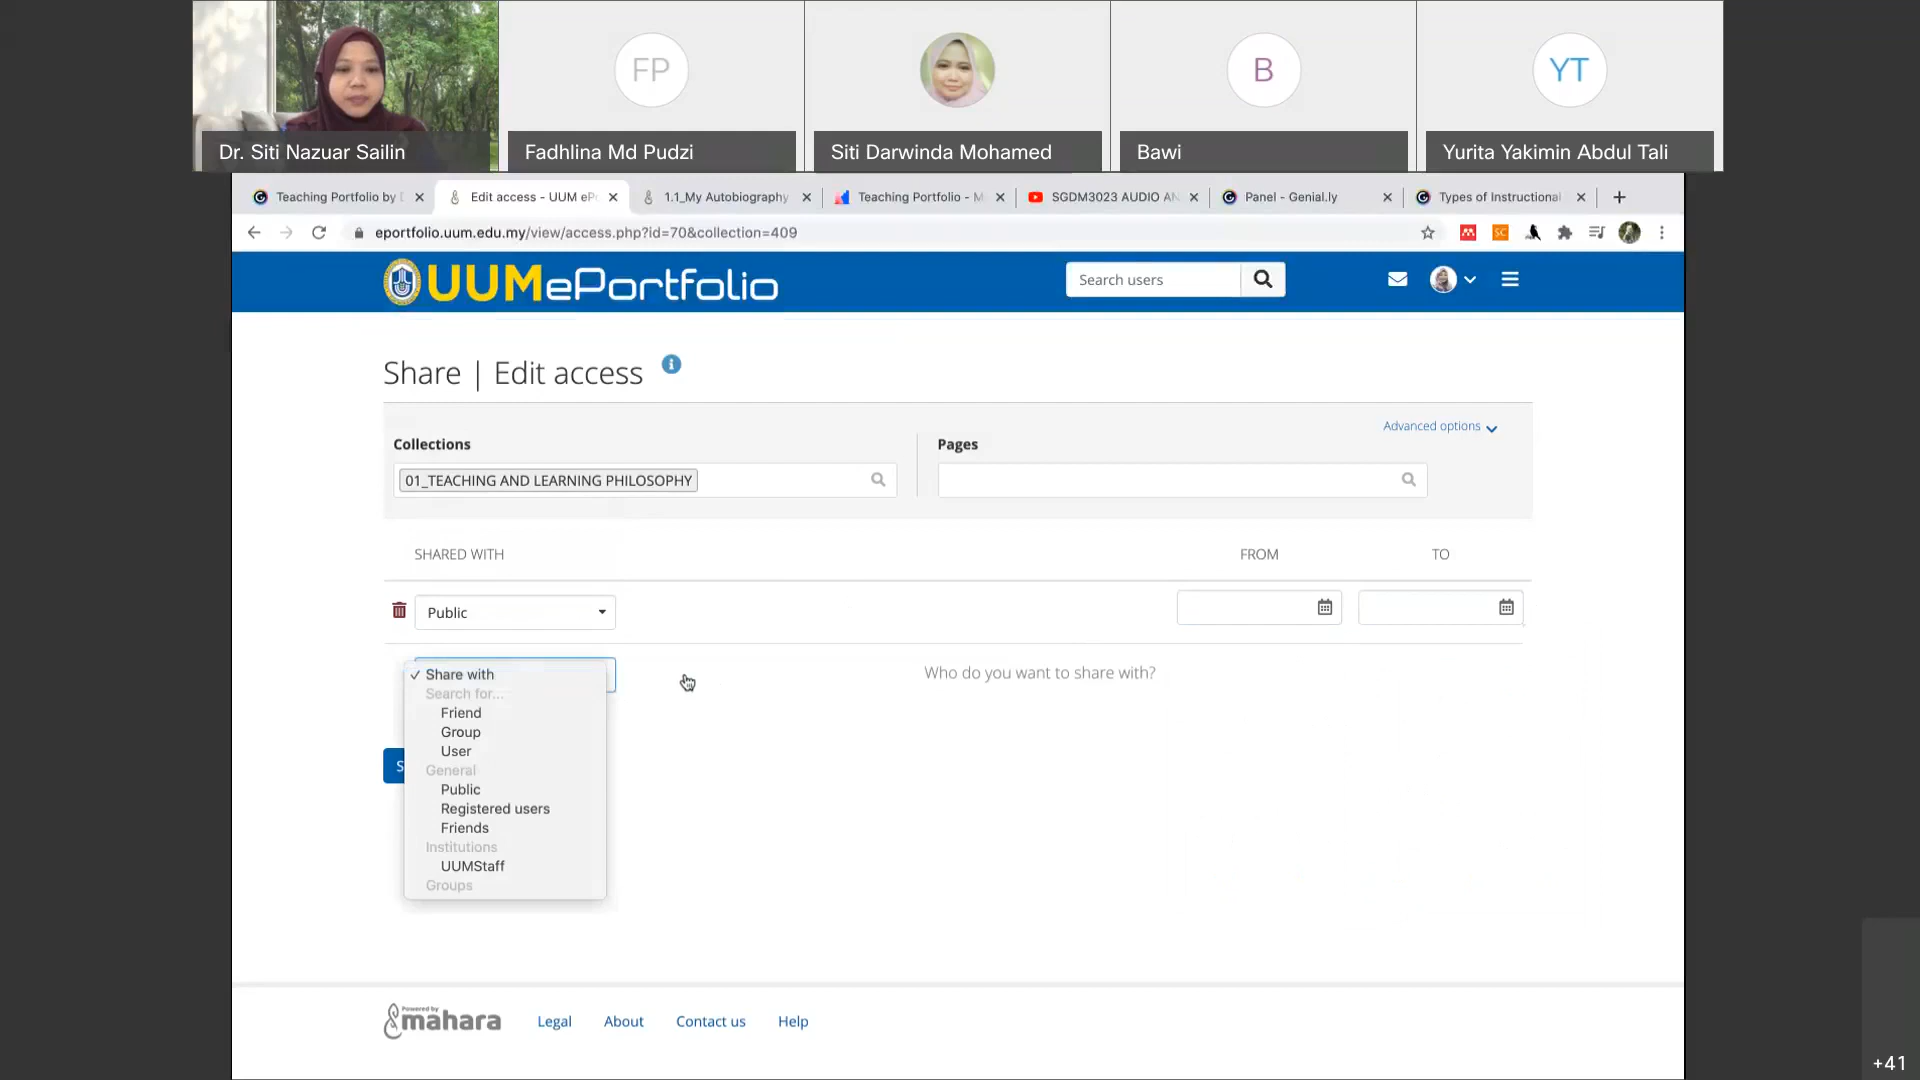 FP
B
YT
Dr. Siti Nazuar Sailin
Fadhlina Md Pudzi
Siti Darwinda Mohamed
Bawi
Yurita Yakimin Abdul Tali
Teaching Portfolio by
Edit access - UUM eP
1.1_My Autobiography
Teaching Portfolio - M
SGDM3023 AUDIO AN
Panel - Genial.ly
Types of Instructional
eportfolio.uum.edu.my/view/access.php?id=70&collection=409
SC
UUMePortfolio
Search users
Share | Edit access
Advanced options
Collections
Pages
01_TEACHING AND LEARNING PHILOSOPHY
SHARED WITH
FROM
TO
Public
Share with
Who do you want to share with?
Search for...
Friend
Group
User
General
S
Public
Registered users
Friends
Institutions
UUMStaff
Groups
Powered by
mahara
Legal
About
Contact us
Help
+41